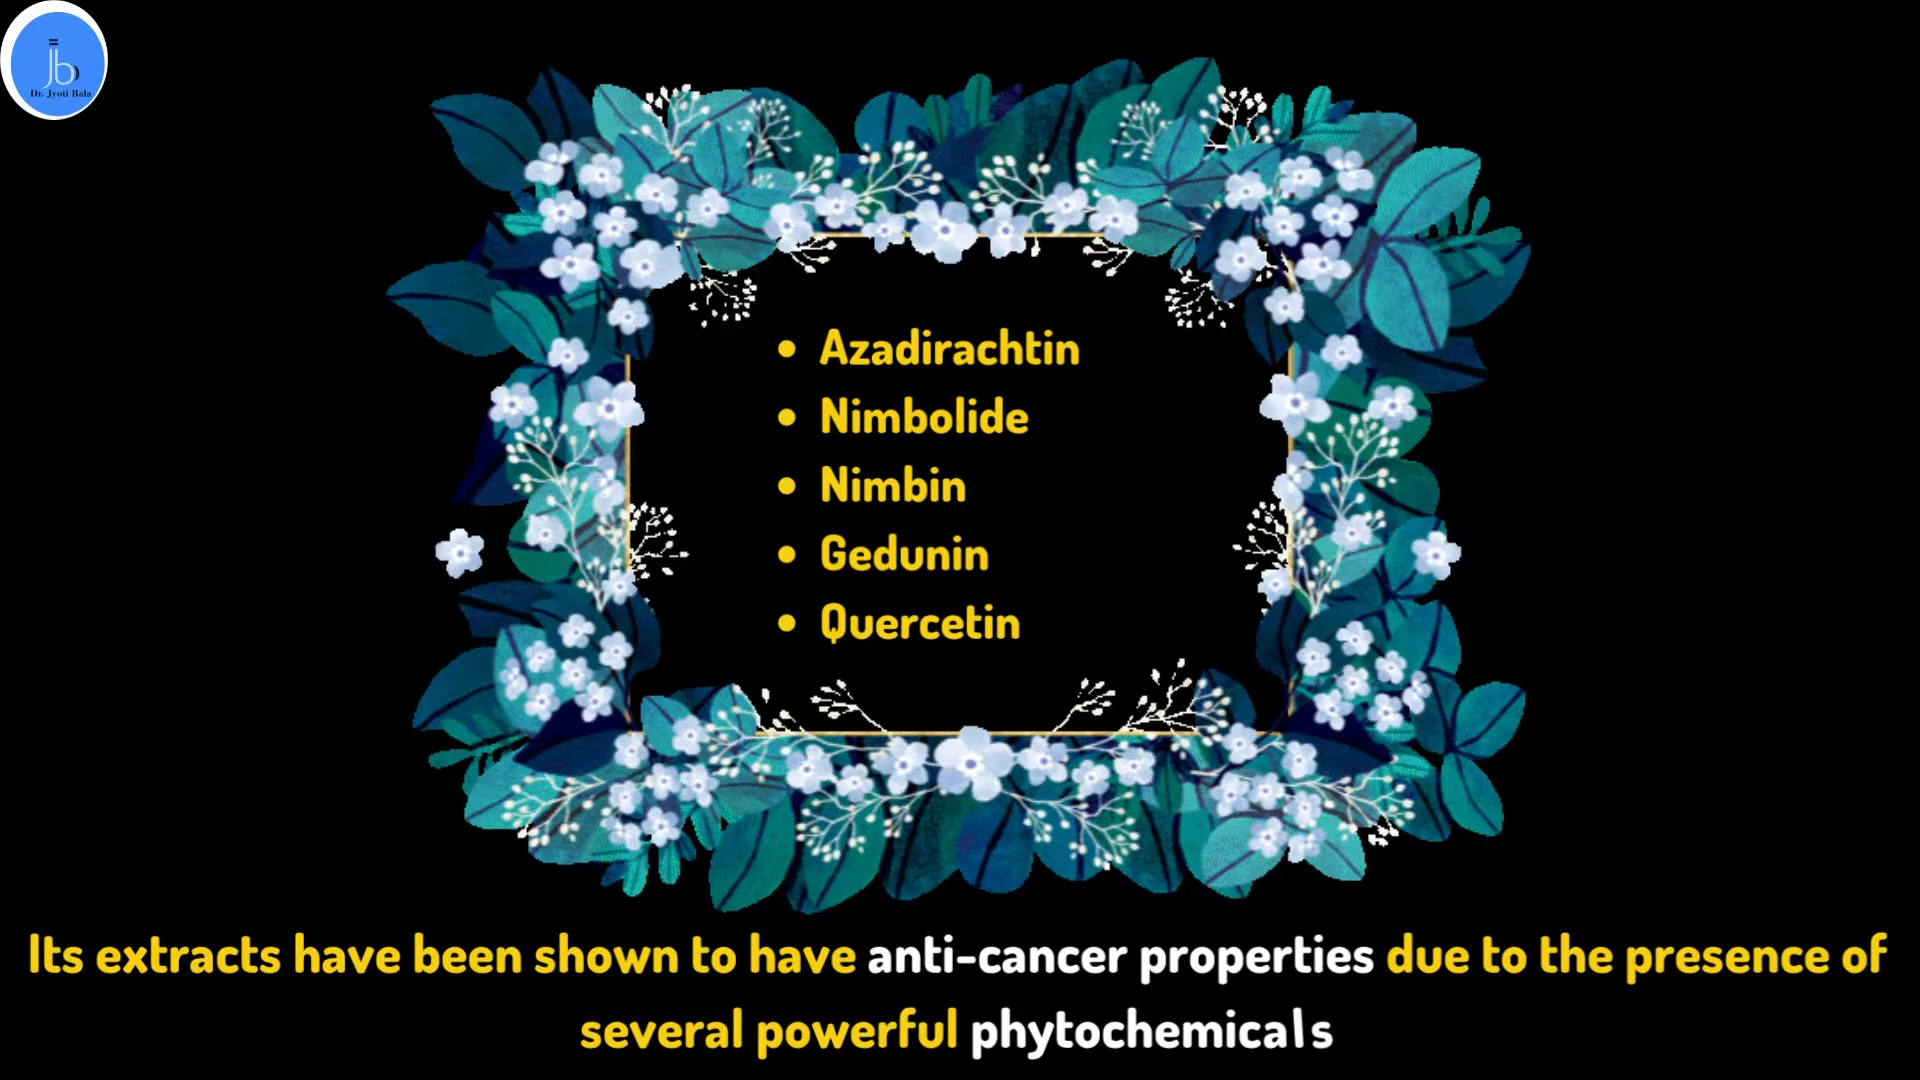 jb
Dr. Jyoti Bala
• Azadirachtin
• Nimbolide
• Nimbin
• Gedunin
• Quercetin
Its extracts have been shown to have anti-cancer properties due to the presence of
several powerful phytochemicals